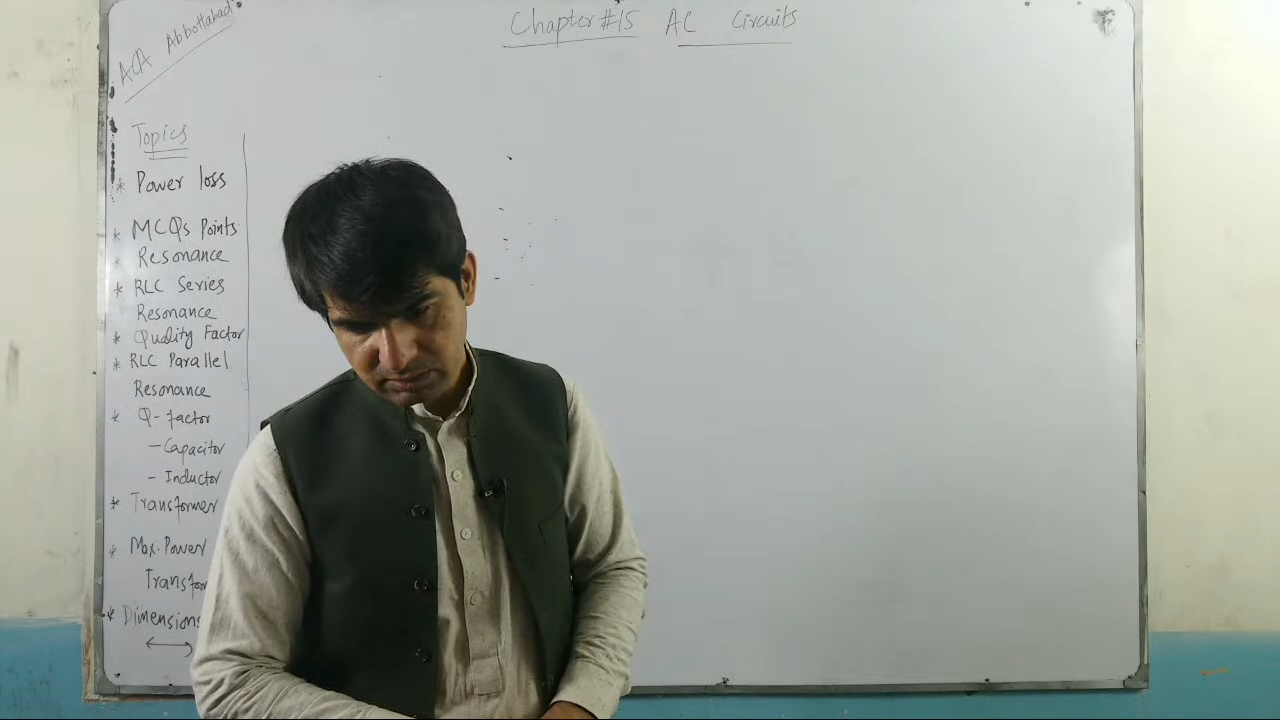 ACA Abbottabad
Chapter #15 AC Circuits
Topics
* Power loss
* MCQs Points
* Resonance
* RLC Series
Resonance
* Quality Factor
* RLC Parallel
Resonance
* Q-factor
- Capacitor
- Inductor
* Transformer
* Max. Power
Transfor
* Dimensions